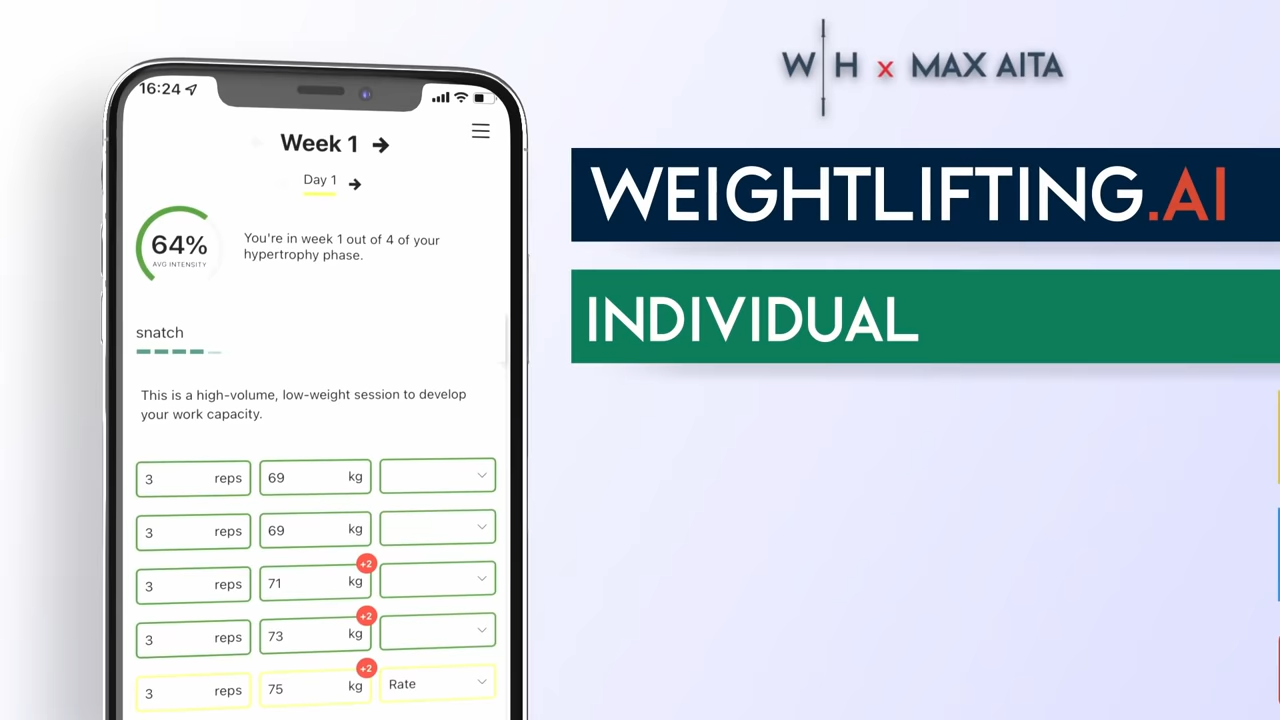 16:24
Week 1
Day 1
64%
AVG INTENSITY
You're in week 1 out of 4 of your
hypertrophy phase.
snatch
This is a high-volume, low-weight session to develop
your work capacity.
3 reps 69 kg
3 reps 69 kg
+2
3 reps 71 kg
+2
3 reps 73 kg
+2
3 reps 75 kg Rate
W H x MAX AITA
WEIGHTLIFTING.AI
INDIVIDUAL